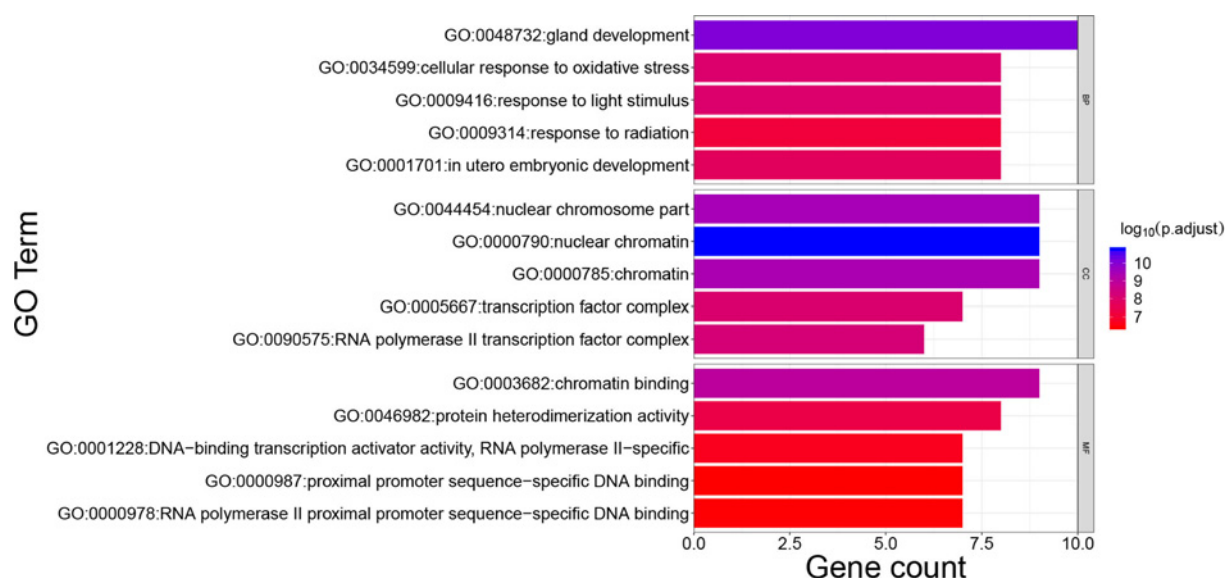 GO Term
GO:0048732:gland development
GO:0034599:cellular response to oxidative stress
GO:0009416:response to light stimulus
GO:0009314:response to radiation
GO:0001701:in utero embryonic development
BP
GO:0044454:nuclear chromosome part
GO:0000790:nuclear chromatin
GO:0000785:chromatin
GO:0005667:transcription factor complex
GO:0090575:RNA polymerase II transcription factor complex
CC
GO:0003682:chromatin binding
GO:0046982:protein heterodimerization activity
GO:0001228:DNA−binding transcription activator activity, RNA polymerase II−specific
GO:0000987:proximal promoter sequence−specific DNA binding
GO:0000978:RNA polymerase II proximal promoter sequence−specific DNA binding
MF
0.0 2.5 5.0 7.5 10.0
Gene count
log₁₀(p.adjust)
10
9
8
7